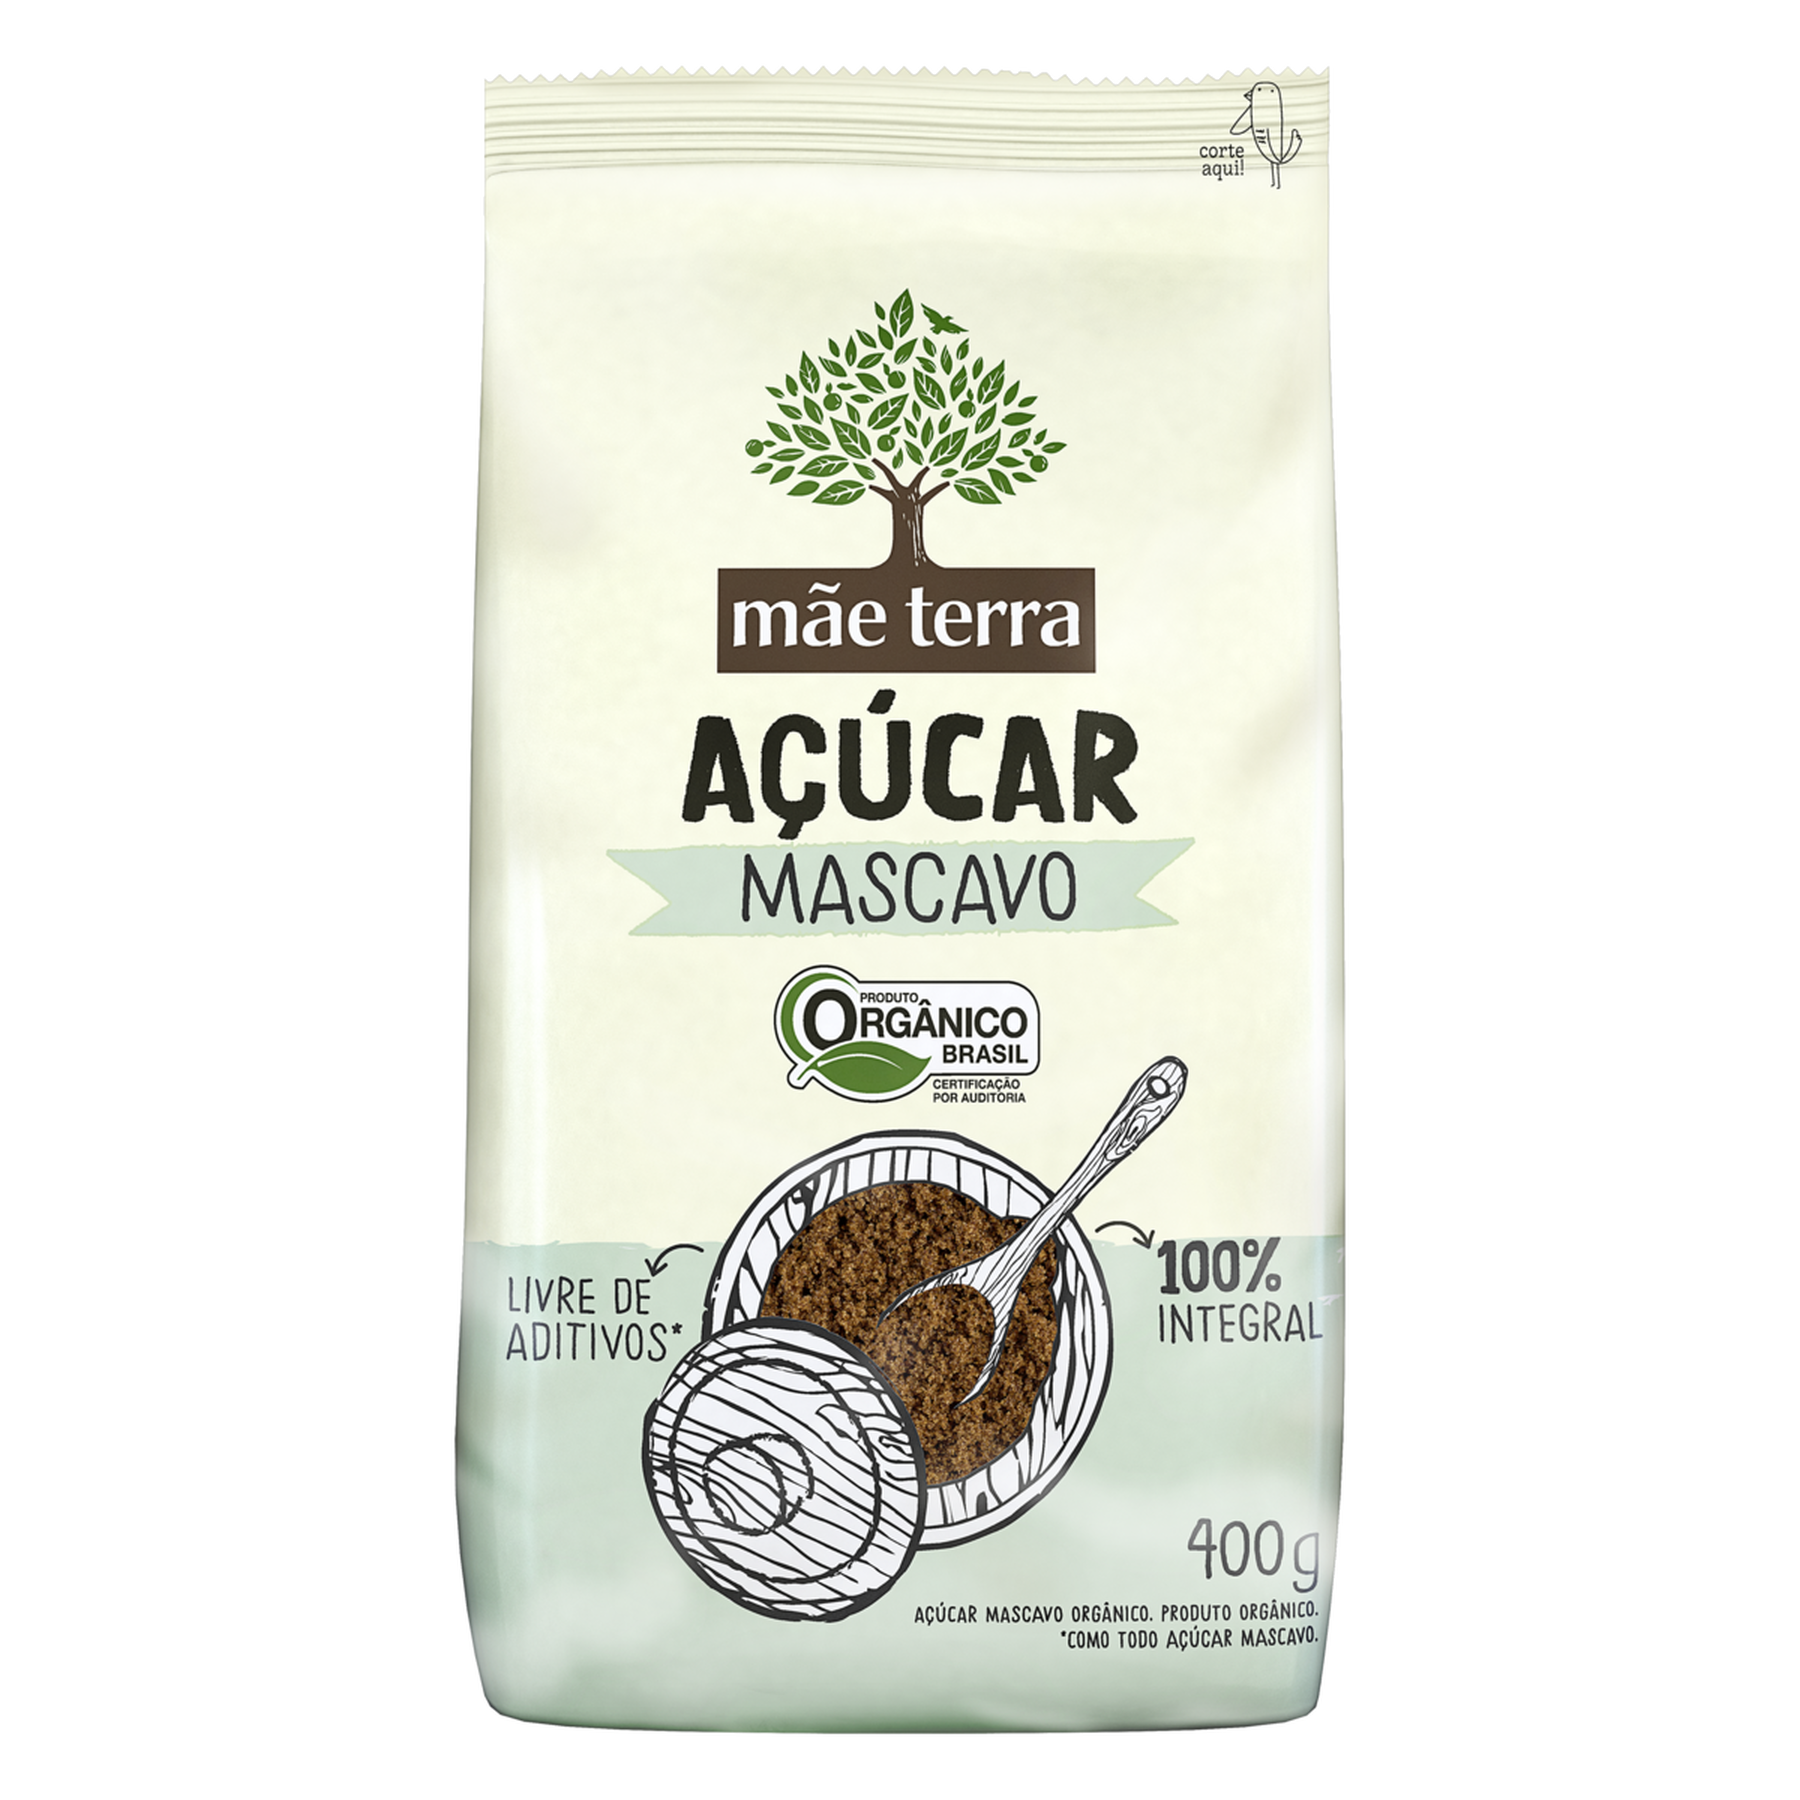 corte
aqui!
mãe terra
AÇÚCAR
MASCAVO
PRODUTO
ORGÂNICO
BRASIL
CERTIFICAÇÃO
POR AUDITORIA
LIVRE DE
ADITIVOS*
100%
INTEGRAL
400g
AÇÚCAR MASCAVO ORGÂNICO. PRODUTO ORGÂNICO.
*COMO TODO AÇÚCAR MASCAVO.